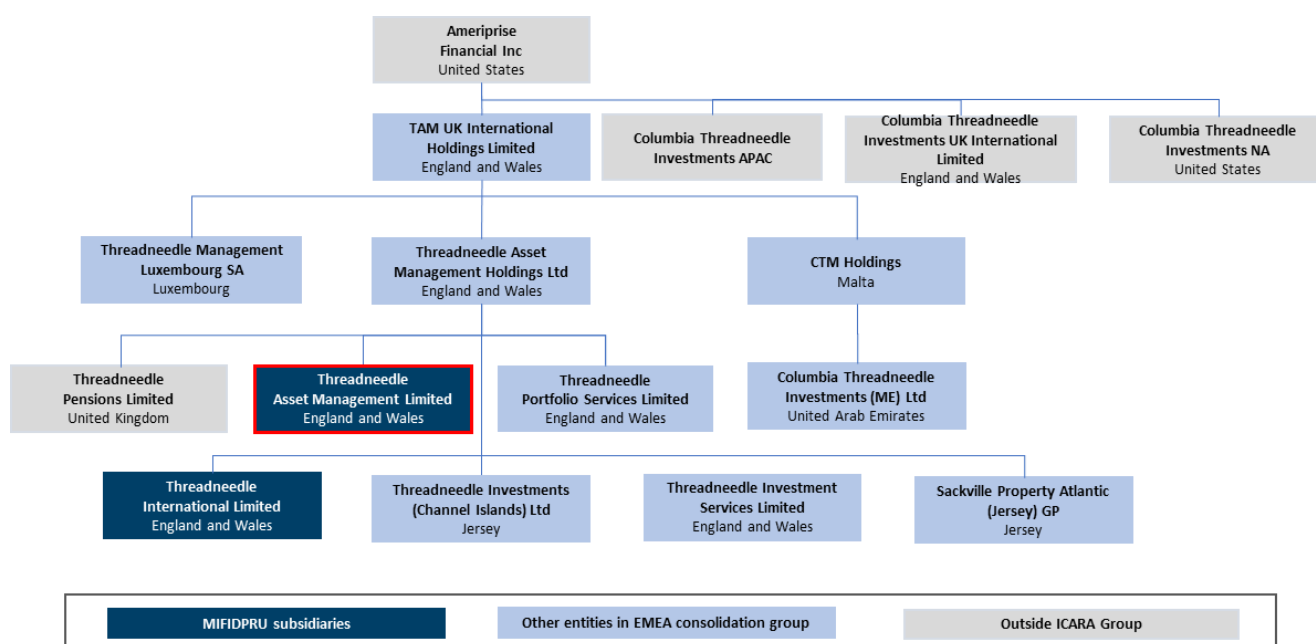 Ameriprise
Financial Inc
United States
TAM UK International
Holdings Limited
England and Wales
Columbia Threadneedle
Investments APAC
Columbia Threadneedle
Investments UK International
Limited
England and Wales
Columbia Threadneedle
Investments NA
United States
Threadneedle Management
Luxembourg SA
Luxembourg
Threadneedle Asset
Management Holdings Ltd
England and Wales
CTM Holdings
Malta
Threadneedle
Pensions Limited
United Kingdom
Threadneedle
Asset Management Limited
England and Wales
Threadneedle
Portfolio Services Limited
England and Wales
Columbia Threadneedle
Investments (ME) Ltd
United Arab Emirates
Threadneedle
International Limited
England and Wales
Threadneedle Investments
(Channel Islands) Ltd
Jersey
Threadneedle Investment
Services Limited
England and Wales
Sackville Property Atlantic
(Jersey) GP
Jersey
MIFIDPRU subsidiaries
Other entities in EMEA consolidation group
Outside ICARA Group